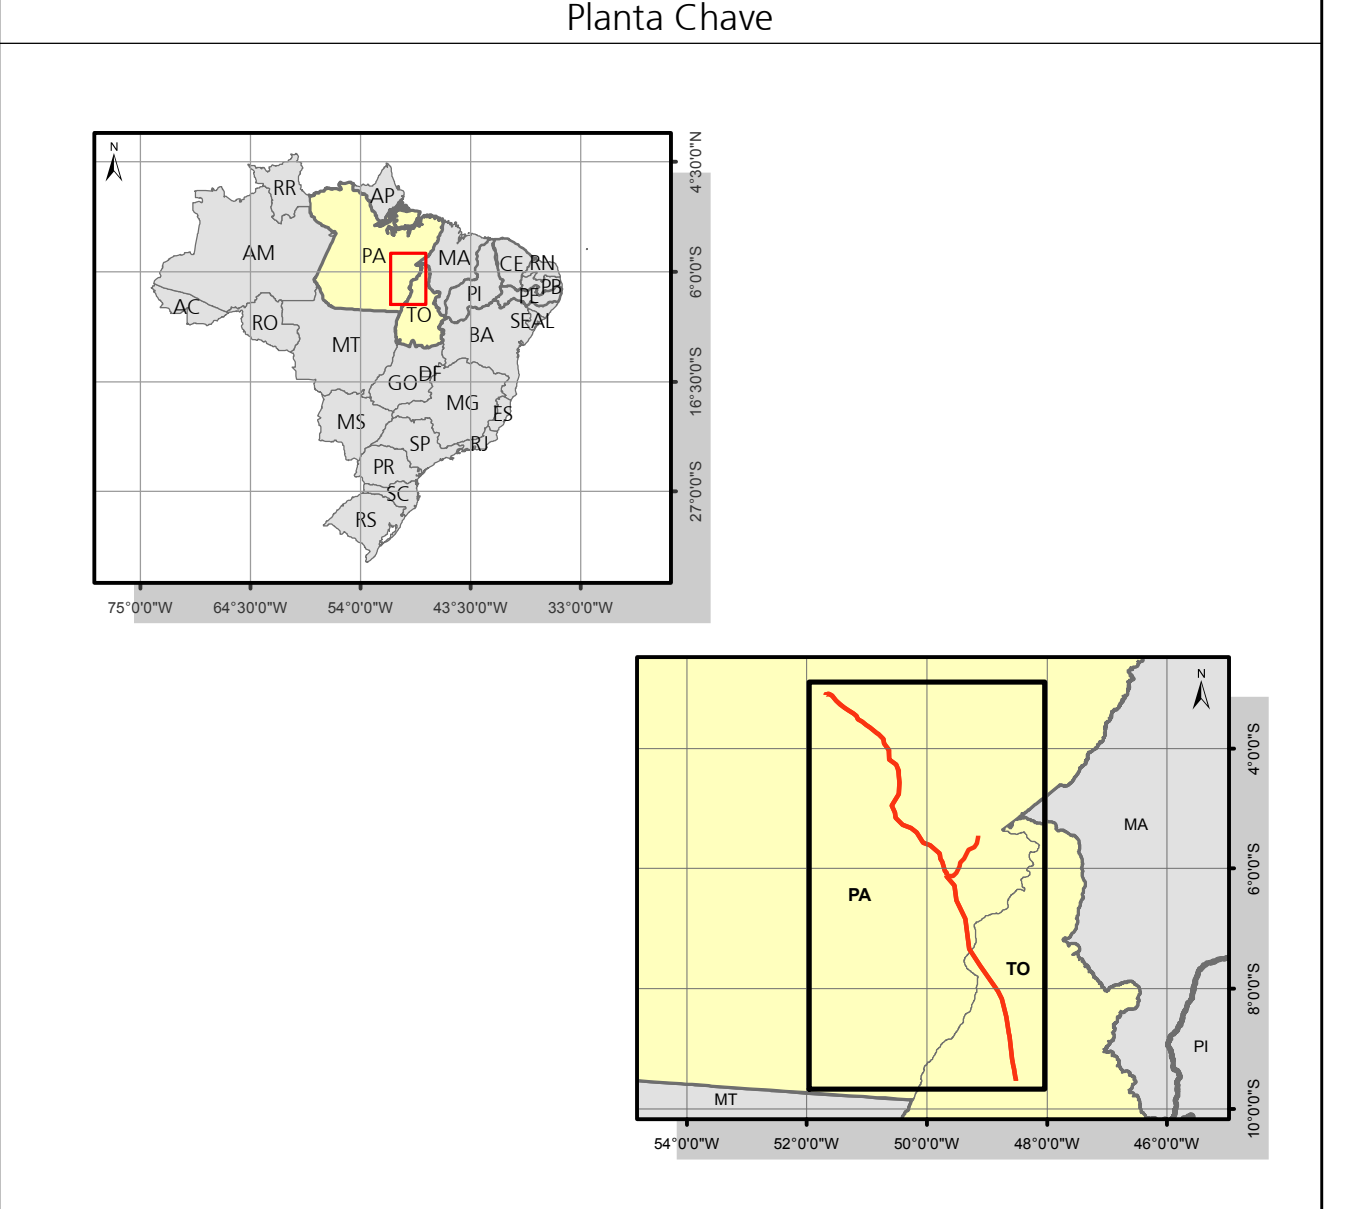 Planta Chave
N
RR
AP
AM
PA
MA
CE
RN
PB
PI
PE
AC
RO
TO
SE
AL
BA
MT
GO
DF
MG
ES
MS
SP
RJ
PR
SC
RS
4°30'0"N
6°0'0"S
16°30'0"S
27°0'0"S
75°0'0"W
64°30'0"W
54°0'0"W
43°30'0"W
33°0'0"W
N
MA
PA
TO
PI
MT
4°0'0"S
6°0'0"S
8°0'0"S
10°0'0"S
54°0'0"W
52°0'0"W
50°0'0"W
48°0'0"W
46°0'0"W